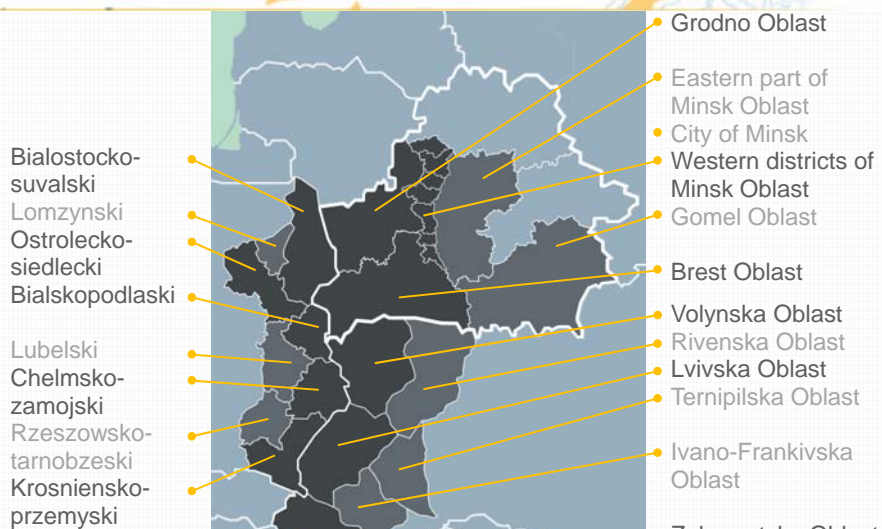 Grodno Oblast
Eastern part of
Minsk Oblast
City of Minsk
Western districts of
Minsk Oblast
Gomel Oblast
Brest Oblast
Volynska Oblast
Rivenska Oblast
Lvivska Oblast
Ternipilska Oblast
Ivano-Frankivska
Oblast
Bialostocko-
suvalski
Lomzynski
Ostrolecko-
siedlecki
Bialskopodlaski
Lubelski
Chelmsko-
zamojski
Rzeszowsko-
tarnobzeski
Krosniensko-
przemyski